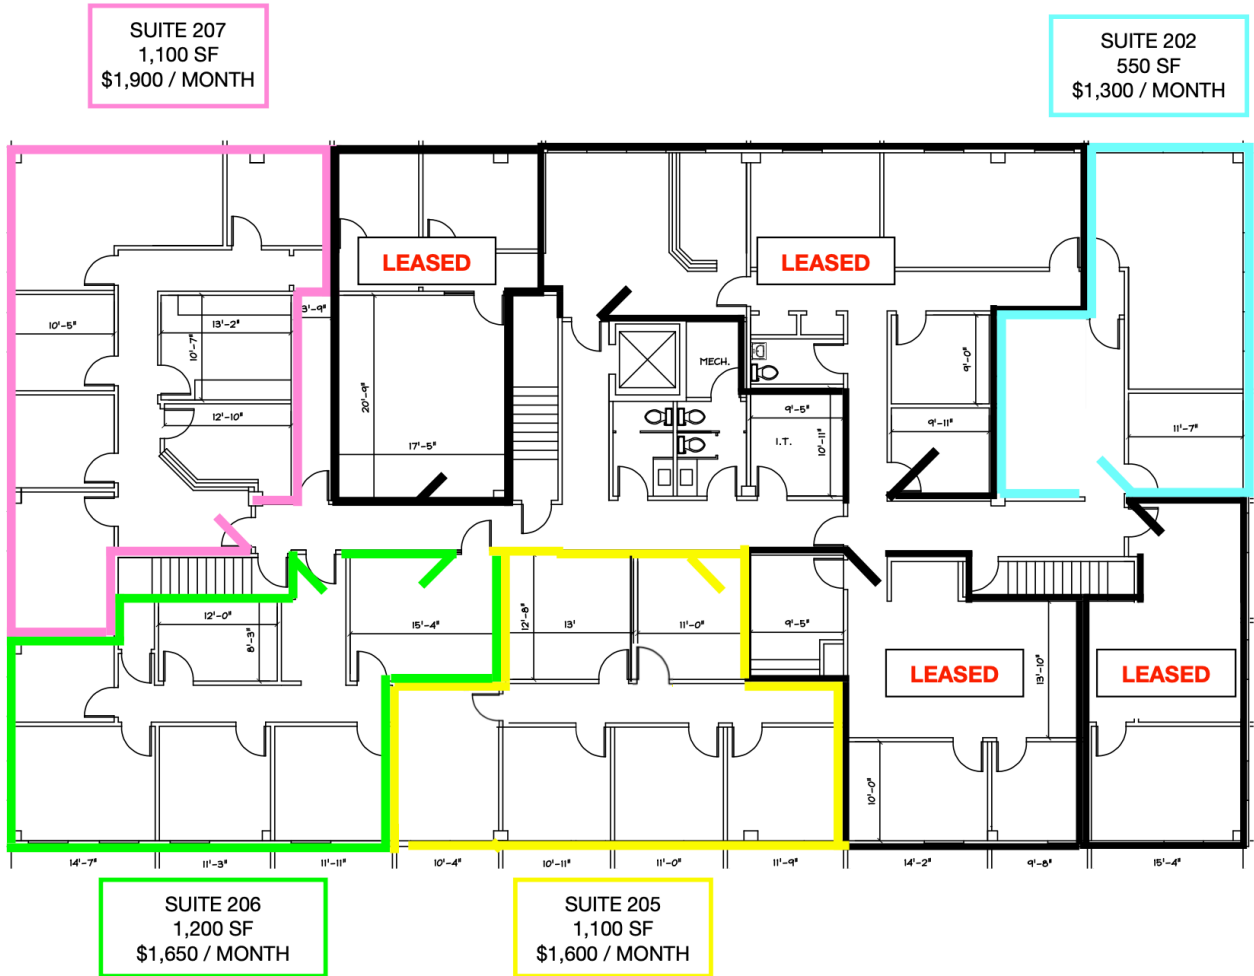 SUITE 207
1,100 SF
$1,900 / MONTH
SUITE 202
550 SF
$1,300 / MONTH
LEASED
LEASED
10'-5"
13'-2"
3'-9"
10'-7"
12'-10"
20'-9"
17'-5"
MECH.
9'-5"
I.T.
10'-11"
9'-0"
9'-11"
11'-7"
12'-0"
8'-3"
15'-4"
12'-8"
13'
11'-0"
9'-5"
LEASED
13'-10"
LEASED
10'-0"
14'-7"
11'-3"
11'-11"
10'-4"
10'-11"
11'-0"
11'-9"
14'-2"
9'-8"
15'-4"
SUITE 206
1,200 SF
$1,650 / MONTH
SUITE 205
1,100 SF
$1,600 / MONTH